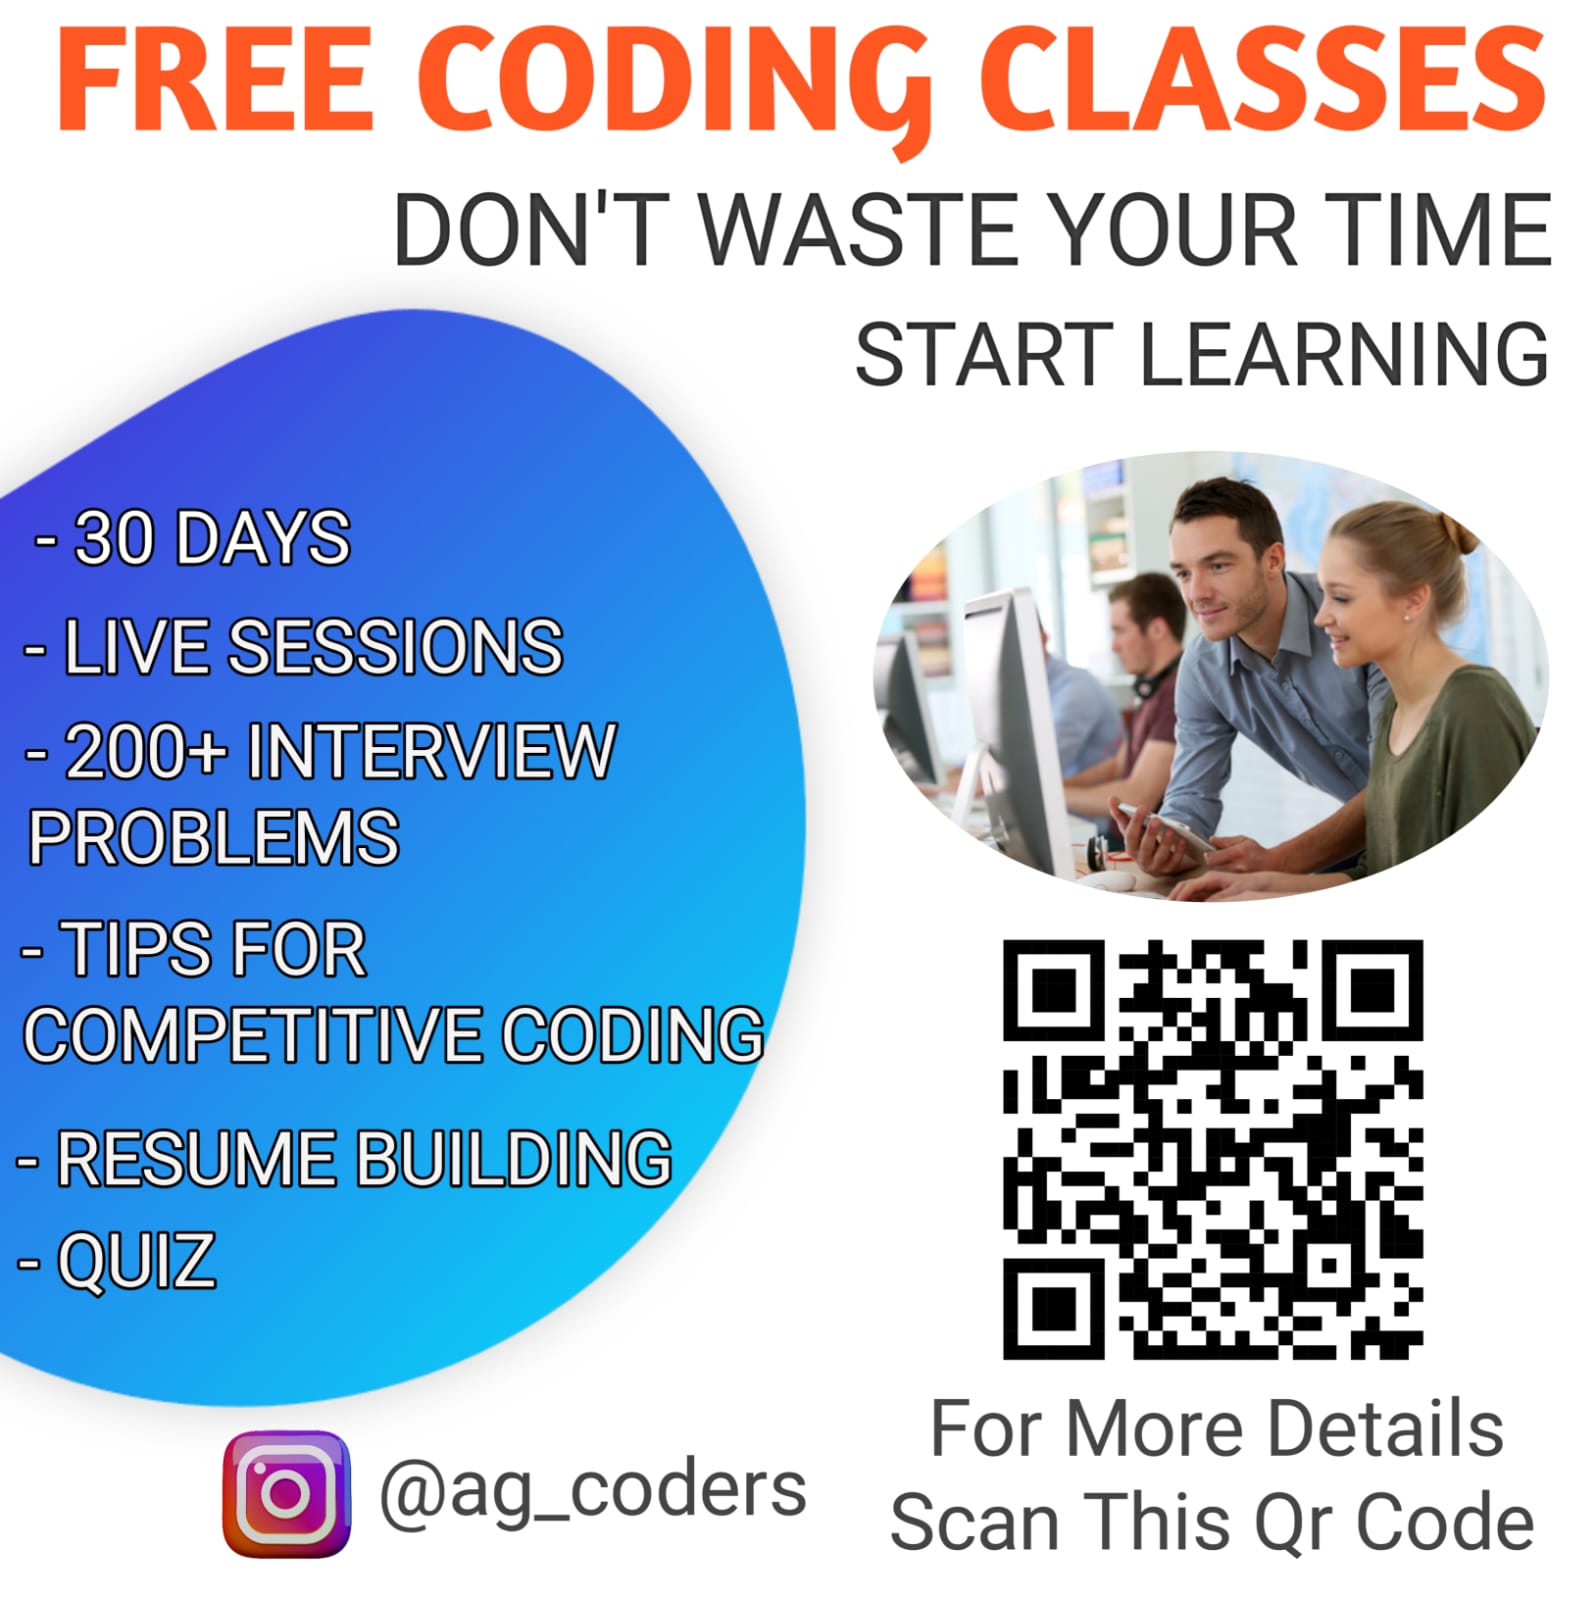 FREE CODING CLASSES
DON'T WASTE YOUR TIME
START LEARNING
- 30 DAYS
- LIVE SESSIONS
- 200+ INTERVIEW
PROBLEMS
- TIPS FOR
COMPETITIVE CODING
- RESUME BUILDING
- QUIZ
@ag_coders
For More Details
Scan This Qr Code